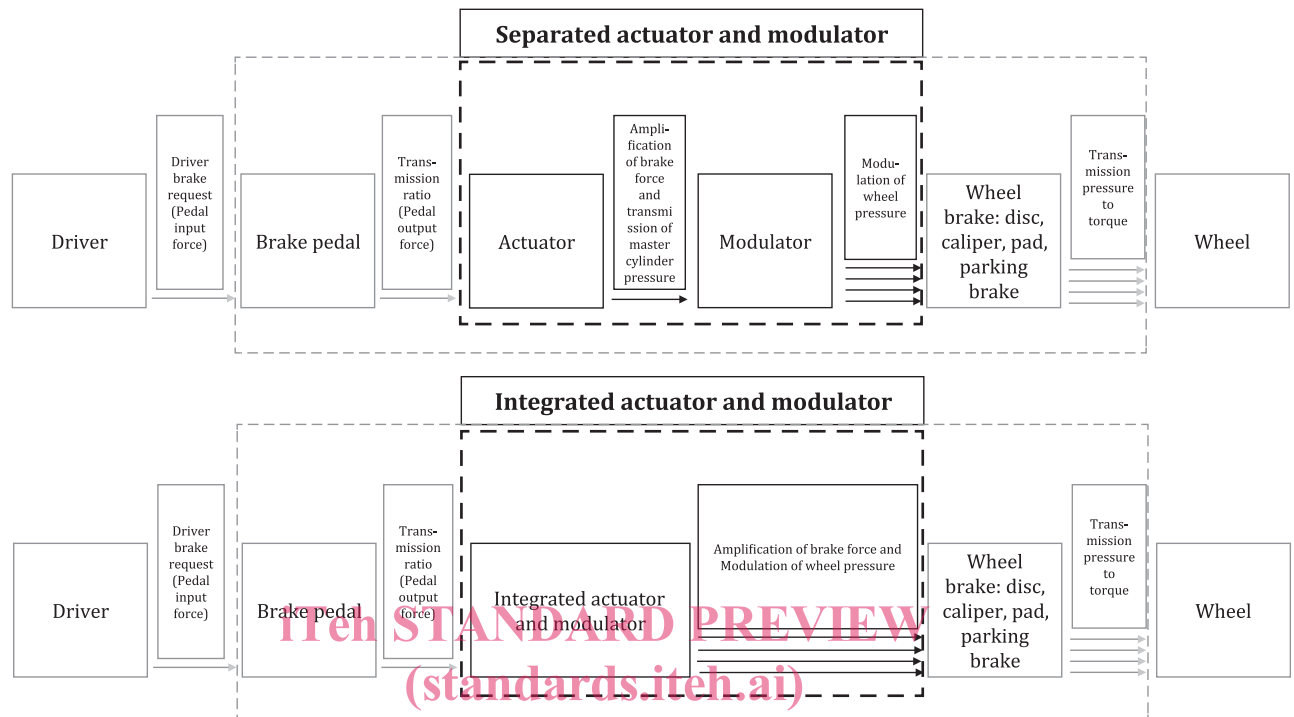 Separated actuator and modulator
Driver
Driver
brake
request
(Pedal
input
force)
Brake pedal
Trans-
mission
ratio
(Pedal
output
force)
Actuator
Ampli-
fication
of brake
force
and
transmi
ssion of
master
cylinder
pressure
Modulator
Modu-
lation of
wheel
pressure
Wheel
brake: disc,
caliper, pad,
parking
brake
Trans-
mission
pressure
to
torque
Wheel
Integrated actuator and modulator
Driver
Driver
brake
request
(Pedal
input
force)
Brake pedal
Trans-
mission
ratio
(Pedal
output
force)
Integrated actuator
and modulator
Amplification of brake force and
Modulation of wheel pressure
Wheel
brake: disc,
caliper, pad,
parking
brake
Trans-
mission
pressure
to
torque
Wheel
iTeh STANDARD PREVIEW
(standards.iteh.ai)